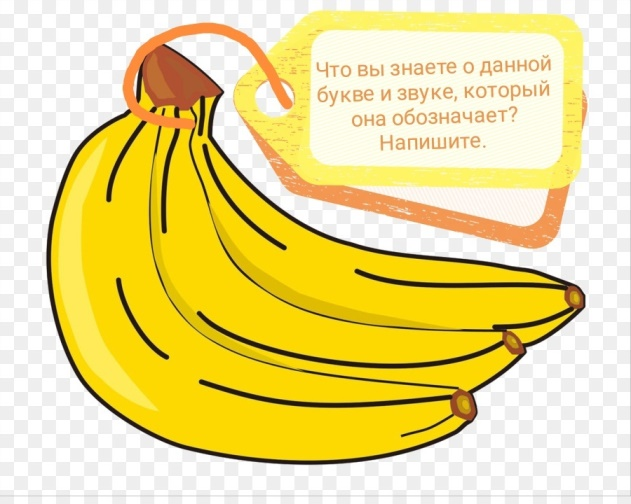 Что вы знаете о данной
букве и звуке, который
она обозначает?
Напишите.